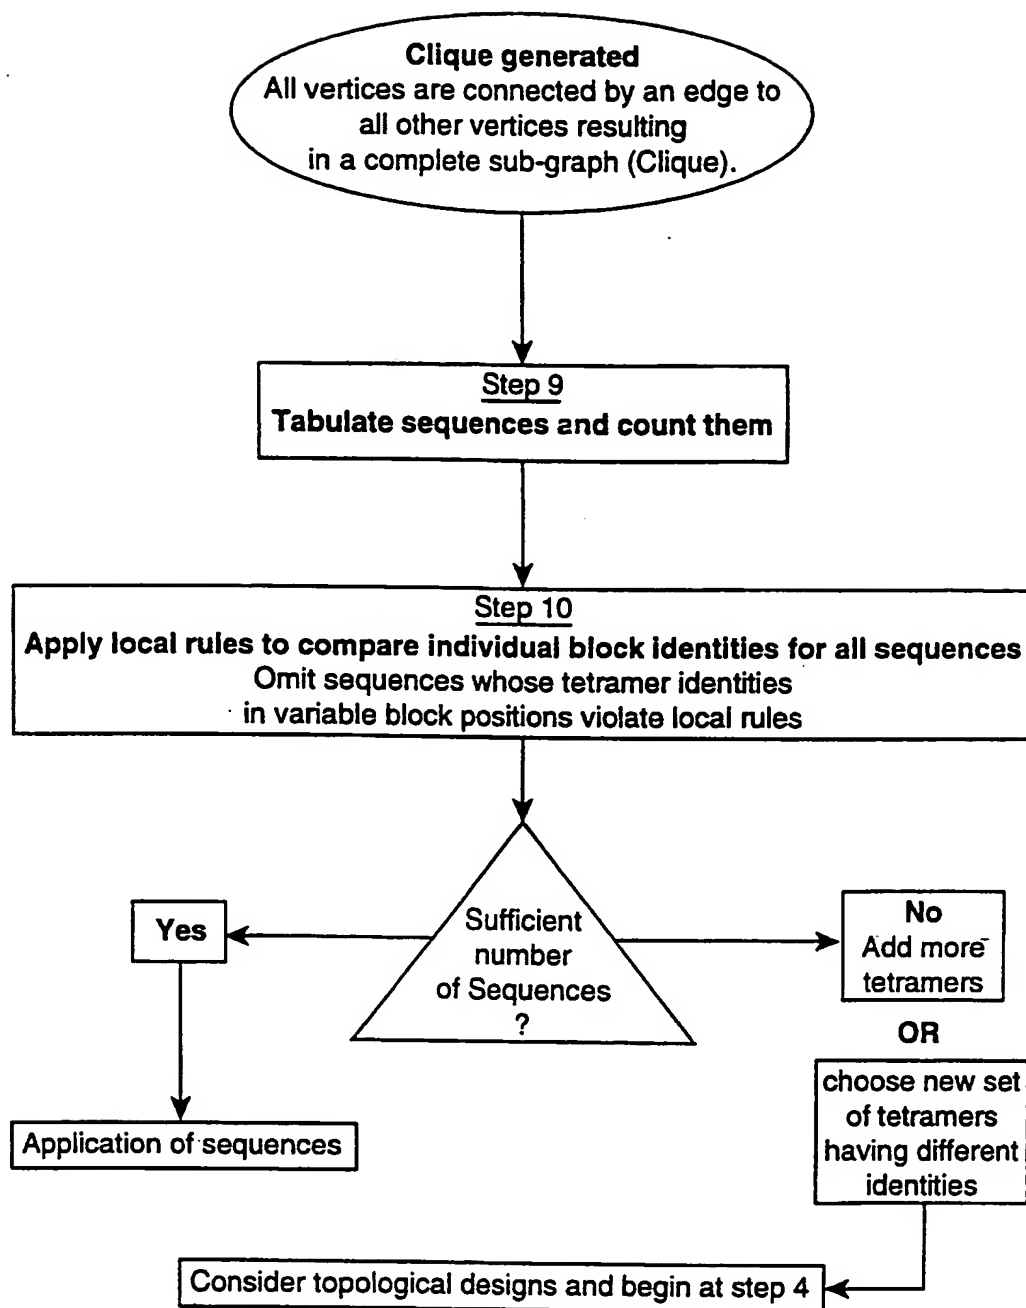 Clique generated
All vertices are connected by an edge to
all other vertices resulting
in a complete sub-graph (Clique).
Step 9
Tabulate sequences and count them
Step 10
Apply local rules to compare individual block identities for all sequences
Omit sequences whose tetramer identities
in variable block positions violate local rules
Sufficient
number
of Sequences
?
Yes
No
Add more
tetramers
OR
choose new set
of tetramers
having different
identities
Application of sequences
Consider topological designs and begin at step 4